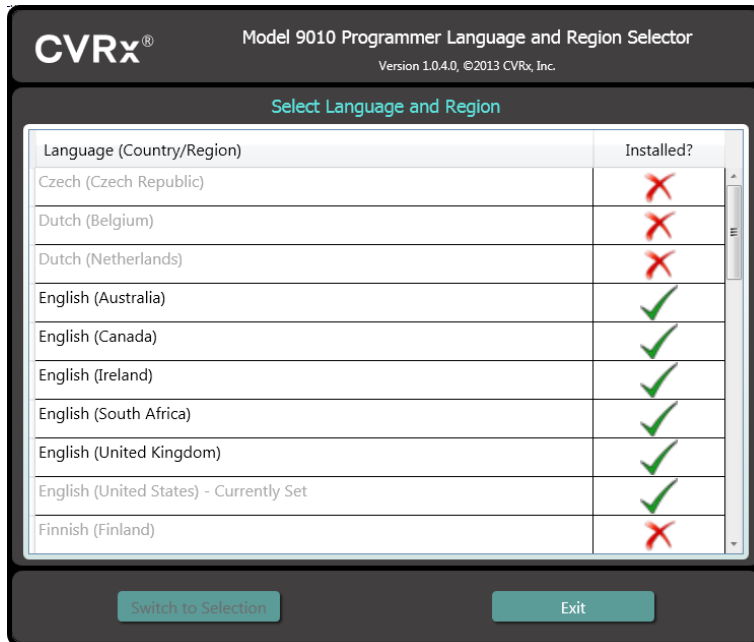 CVRx®
Model 9010 Programmer Language and Region Selector
Version 1.0.4.0, ©2013 CVRx, Inc.
Select Language and Region
Language (Country/Region) Installed?
Czech (Czech Republic)
Dutch (Belgium)
Dutch (Netherlands)
English (Australia)
English (Canada)
English (Ireland)
English (South Africa)
English (United Kingdom)
English (United States) - Currently Set
Finnish (Finland)
Switch to Selection Exit